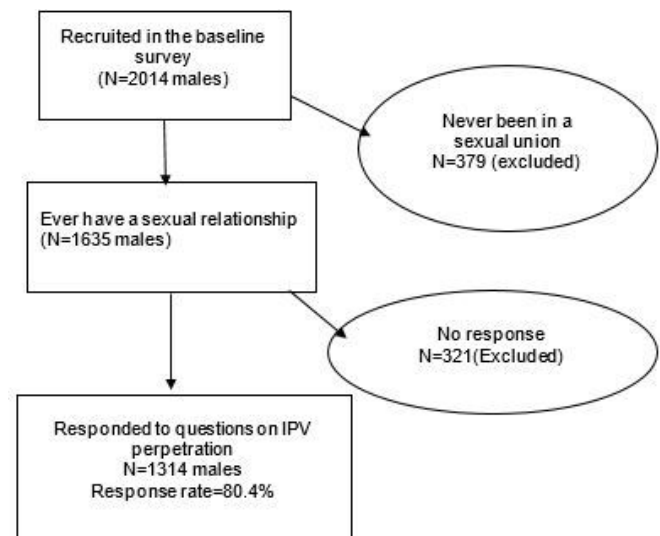 Recruited in the baseline
survey
(N=2014 males)
Never been in a
sexual union
N=379 (excluded)
Ever have a sexual relationship
(N=1635 males)
No response
N=321(Excluded)
Responded to questions on IPV
perpetration
N=1314 males
Response rate=80.4%